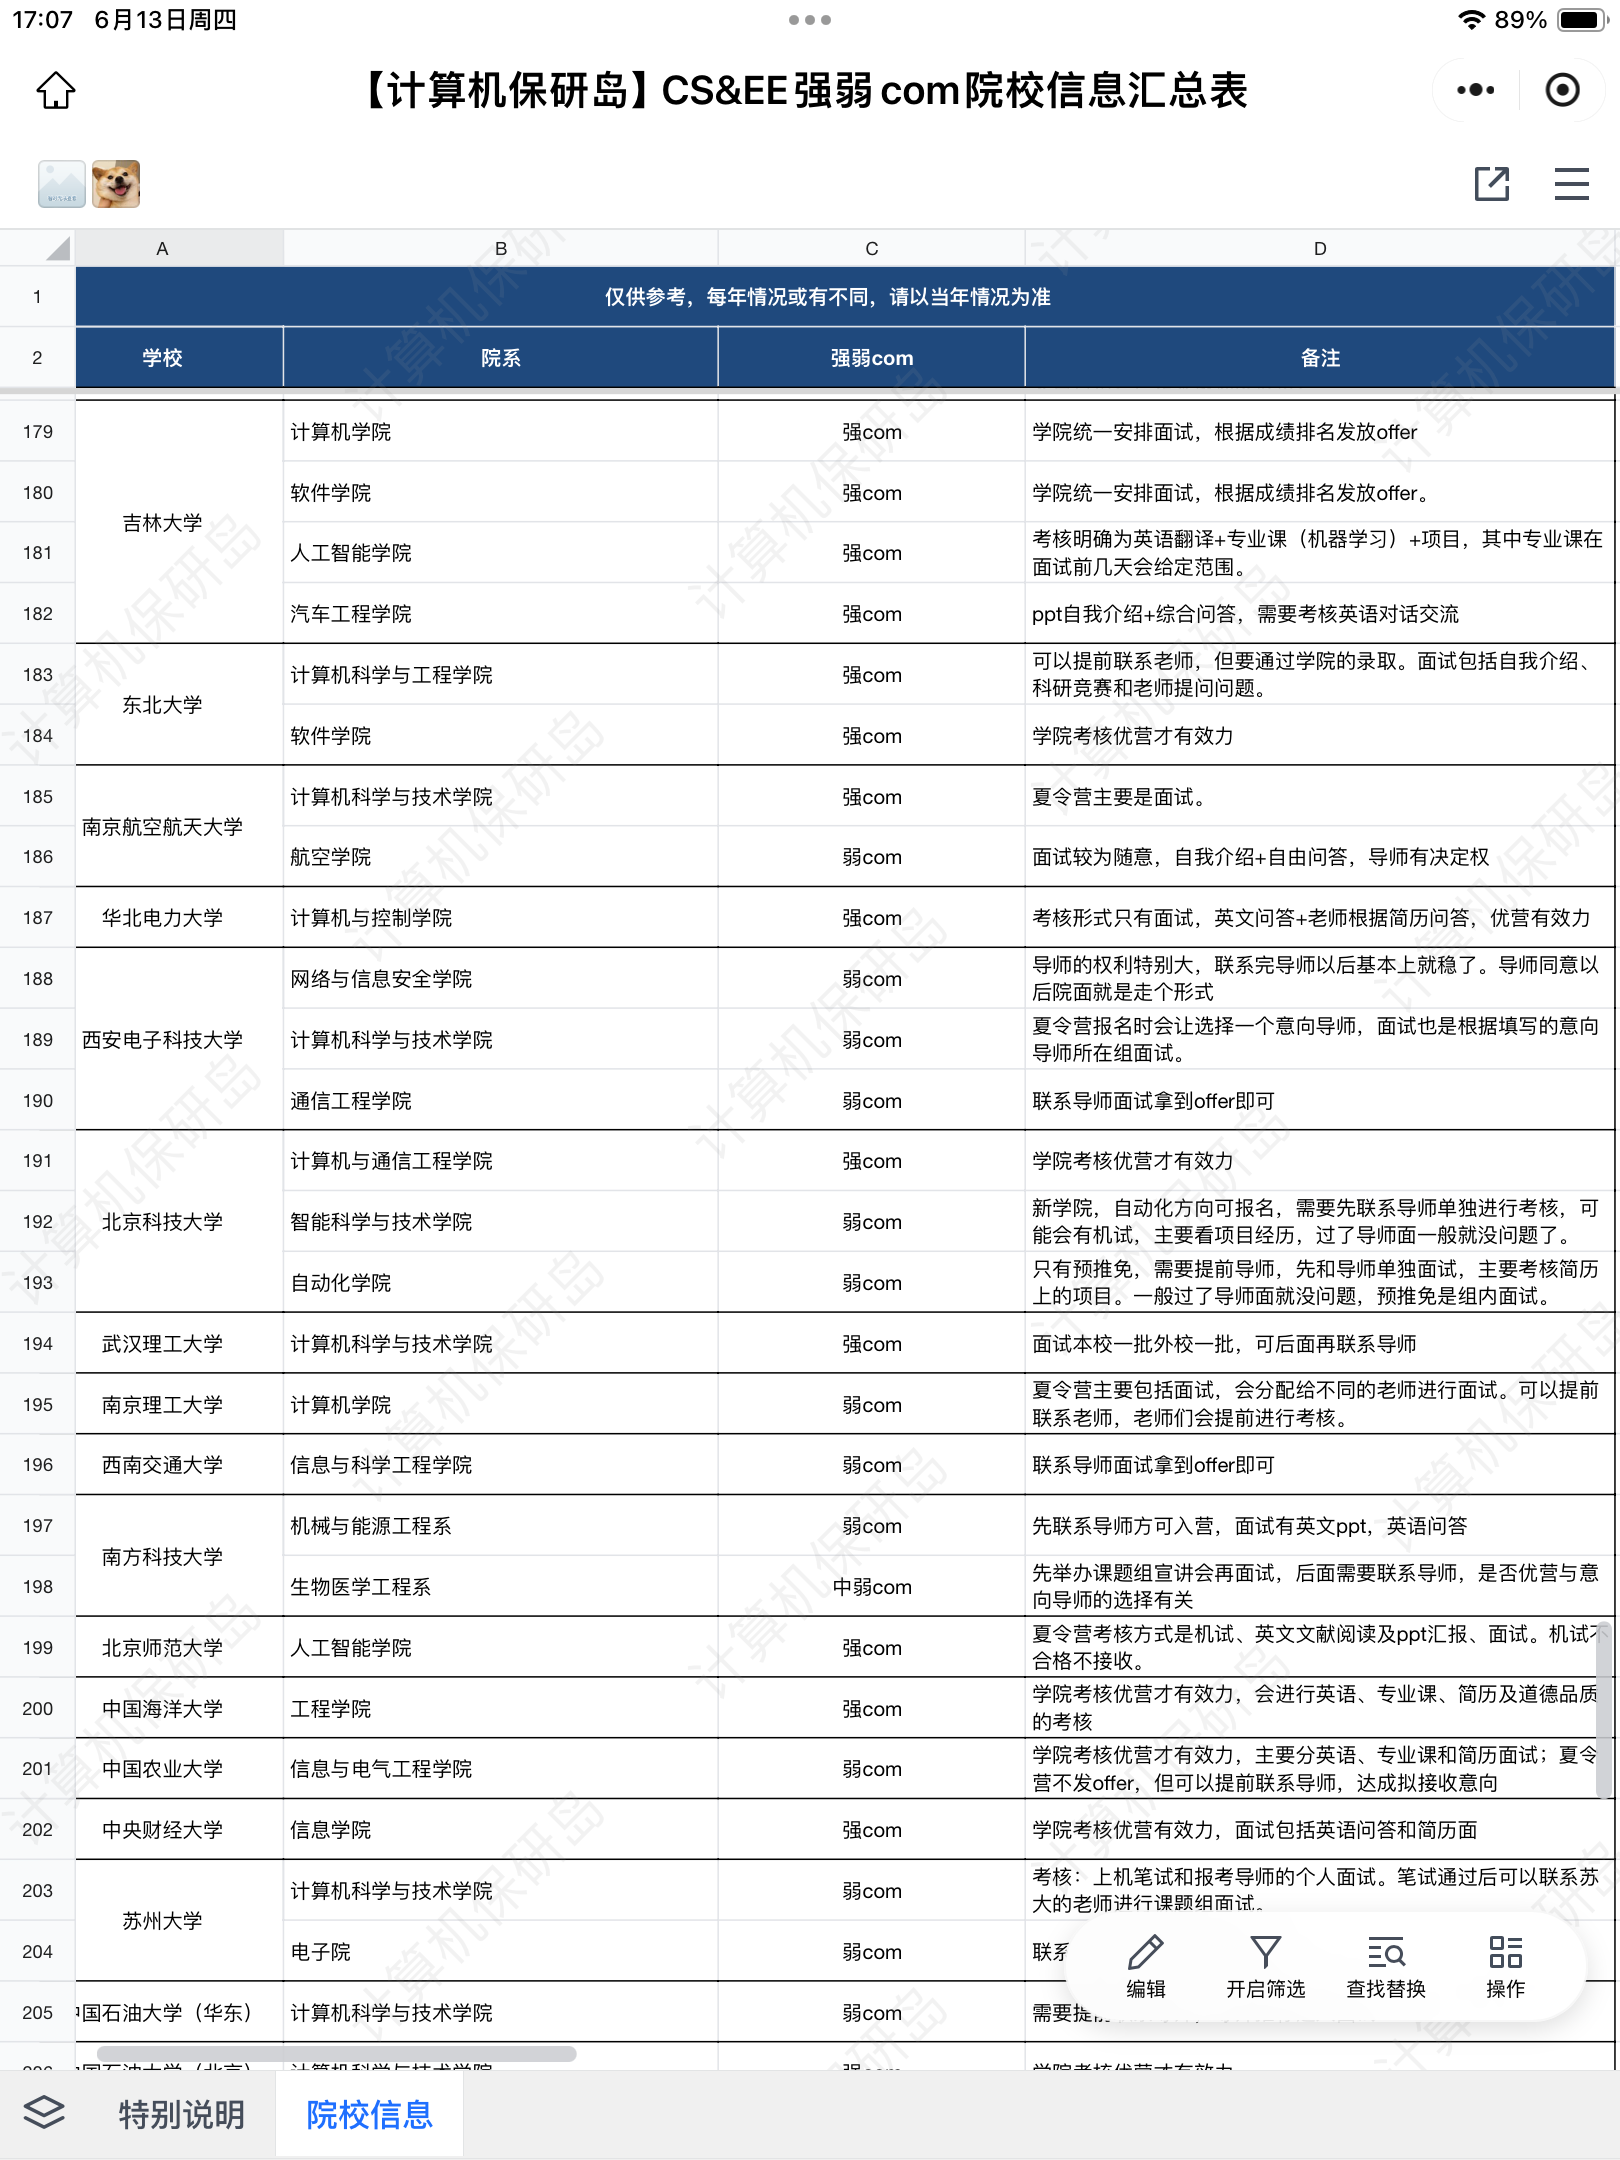 17:07 6月13日周四
89%
【计算机保研岛】CS&EE强弱com院校信息汇总表
A B C D
1 仅供参考，每年情况或有不同，请以当年情况为准
2 学校 院系 强弱com 备注
179 计算机学院 强com 学院统一安排面试，根据成绩排名发放offer
180 软件学院 强com 学院统一安排面试，根据成绩排名发放offer。
吉林大学
181 人工智能学院 强com 考核明确为英语翻译+专业课（机器学习）+项目，其中专业课在
面试前几天会给定范围。
182 汽车工程学院 强com ppt自我介绍+综合问答，需要考核英语对话交流
183 计算机科学与工程学院 强com 可以提前联系老师，但要通过学院的录取。面试包括自我介绍、
科研竞赛和老师提问问题。
东北大学
184 软件学院 强com 学院考核优营才有效力
185 计算机科学与技术学院 强com 夏令营主要是面试。
南京航空航天大学
186 航空学院 弱com 面试较为随意，自我介绍+自由问答，导师有决定权
187 华北电力大学 计算机与控制学院 强com 考核形式只有面试，英文问答+老师根据简历问答，优营有效力
188 网络与信息安全学院 弱com 导师的权利特别大，联系完导师以后基本上就稳了。导师同意以
后院面就是走个形式
189 西安电子科技大学 计算机科学与技术学院 弱com 夏令营报名时会让选择一个意向导师，面试也是根据填写的意向
导师所在组面试。
190 通信工程学院 弱com 联系导师面试拿到offer即可
191 计算机与通信工程学院 强com 学院考核优营才有效力
192 北京科技大学 智能科学与技术学院 弱com 新学院，自动化方向可报名，需要先联系导师单独进行考核，可
能会有机试，主要看项目经历，过了导师面一般就没问题了。
193 自动化学院 弱com 只有预推免，需要提前导师，先和导师单独面试，主要考核简历
上的项目。一般过了导师面就没问题，预推免是组内面试。
194 武汉理工大学 计算机科学与技术学院 强com 面试本校一批外校一批，可后面再联系导师
195 南京理工大学 计算机学院 弱com 夏令营主要包括面试，会分配给不同的老师进行面试。可以提前
联系老师，老师们会提前进行考核。
196 西南交通大学 信息与科学工程学院 弱com 联系导师面试拿到offer即可
197 机械与能源工程系 弱com 先联系导师方可入营，面试有英文ppt，英语问答
南方科技大学
198 生物医学工程系 中弱com 先举办课题组宣讲会再面试，后面需要联系导师，是否优营与意
向导师的选择有关
199 北京师范大学 人工智能学院 强com 夏令营考核方式是机试、英文文献阅读及ppt汇报、面试。机试不
合格不接收。
200 中国海洋大学 工程学院 强com 学院考核优营才有效力，会进行英语、专业课、简历及道德品质
的考核
201 中国农业大学 信息与电气工程学院 弱com 学院考核优营才有效力，主要分英语、专业课和简历面试；夏令
营不发offer，但可以提前联系导师，达成拟接收意向
202 中央财经大学 信息学院 强com 学院考核优营有效力，面试包括英语问答和简历面
203 计算机科学与技术学院 弱com 考核：上机笔试和报考导师的个人面试。笔试通过后可以联系苏
大的老师进行课题组面试。
苏州大学
204 电子院 弱com 联系
205 国石油大学（华东） 计算机科学与技术学院 弱com 需要提
206 国石油大学（北京） 计算机科学与技术学院 强com 学院考核优营才有效力
编辑 开启筛选 查找替换 操作
特别说明 院校信息
计算机保研岛